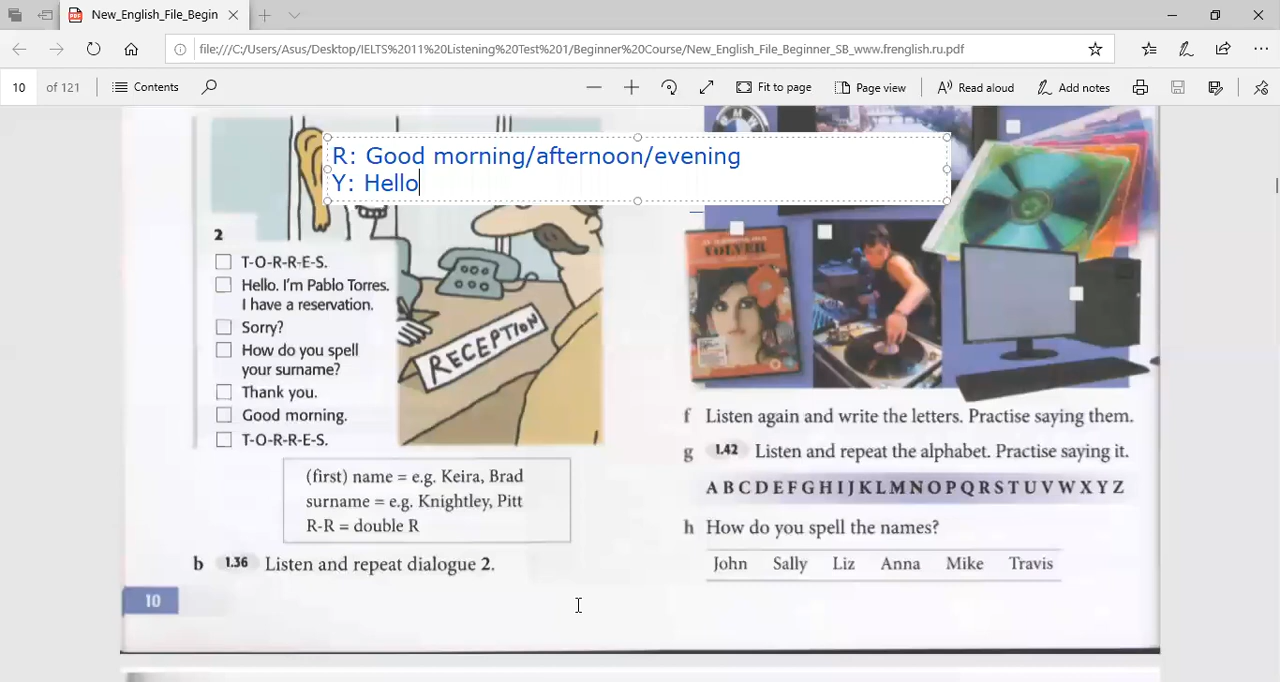 New_English_File_Begin
file:///C:/Users/Asus/Desktop/IELTS%2011%20Listening%20Test%201/Beginner%20Course/New_English_File_Beginner_SB_www.frenglish.ru.pdf
10 of 121 Contents Fit to page Page view Read aloud Add notes
R: Good morning/afternoon/evening
Y: Hello
2
T-O-R-R-E-S.
Hello. I'm Pablo Torres.
I have a reservation.
Sorry?
How do you spell
your surname?
Thank you.
Good morning.
T-O-R-R-E-S.
RECEPTION
(first) name = e.g. Keira, Brad
surname = e.g. Knightley, Pitt
R-R = double R
b 1.36 Listen and repeat dialogue 2.
10
BMW
VOLVER
f Listen again and write the letters. Practise saying them.
g 1.42 Listen and repeat the alphabet. Practise saying it.
A B C D E F G H I J K L M N O P Q R S T U V W X Y Z
h How do you spell the names?
John Sally Liz Anna Mike Travis